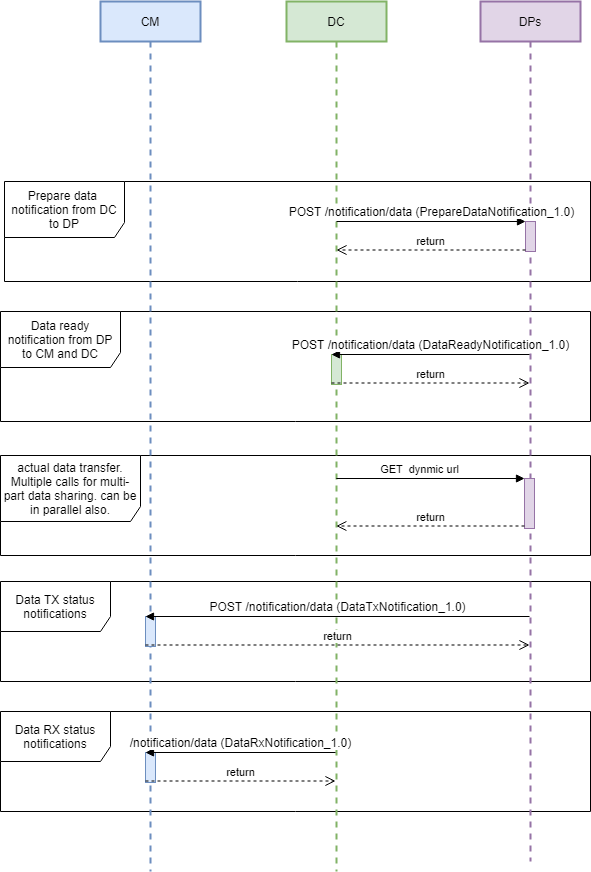 CM
DC
DPs
Prepare data
notification from DC
to DP
POST /notification/data (PrepareDataNotification_1.0)
return
Data ready
notification from DP
to CM and DC
POST /notification/data (DataReadyNotification_1.0)
return
actual data transfer.
Multiple calls for multi-
part data sharing. can be
in parallel also.
GET dynmic url
return
Data TX status
notifications
POST /notification/data (DataTxNotification_1.0)
return
Data RX status
notifications
/notification/data (DataRxNotification_1.0)
return